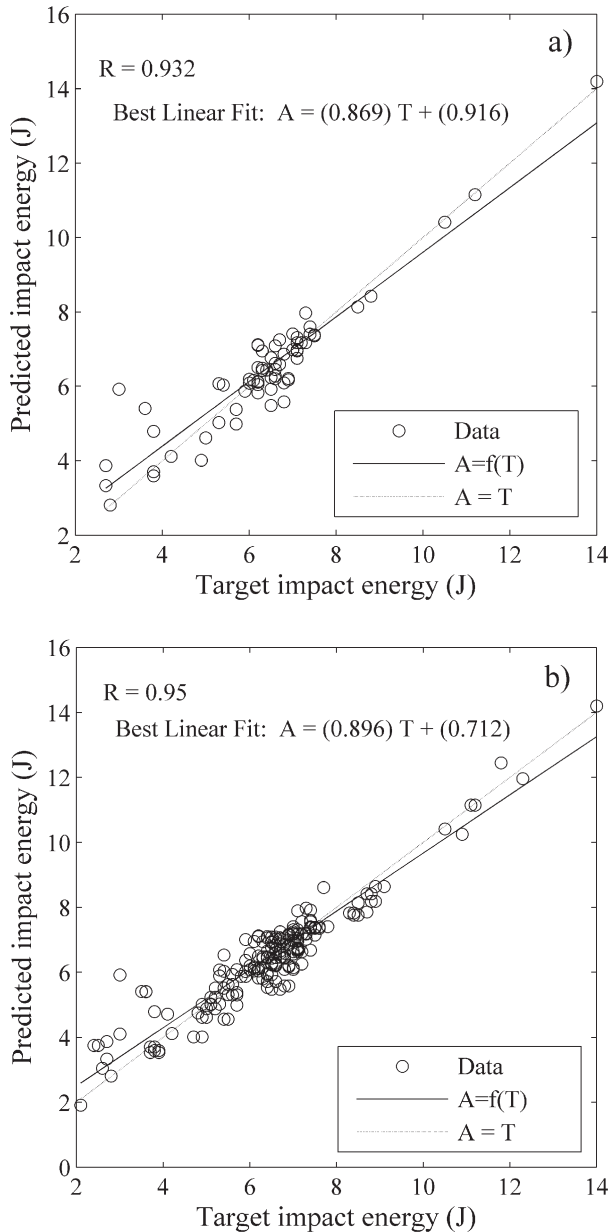 16
a)
R = 0.932
14
Best Linear Fit: A = (0.869) T + (0.916)
12
10
8
6
4
2
Predicted impact energy (J)
Data
A=f(T)
A = T
2 4 6 8 10 12 14
Target impact energy (J)
16
b)
R = 0.95
14
Best Linear Fit: A = (0.896) T + (0.712)
12
10
8
6
4
2
0
Predicted impact energy (J)
Data
A=f(T)
A = T
2 4 6 8 10 12 14
Target impact energy (J)